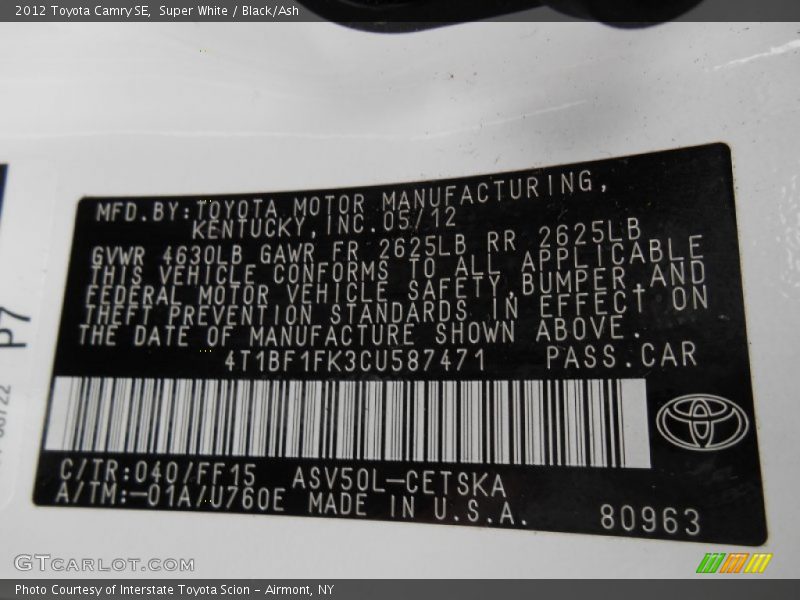 2012 Toyota Camry SE, Super White / Black/Ash
MFD.BY:TOYOTA MOTOR MANUFACTURING,
KENTUCKY,INC.05/12
GVWR 4630LB GAWR FR 2625LB RR 2625LB
THIS VEHICLE CONFORMS TO ALL APPLICABLE
FEDERAL MOTOR VEHICLE SAFETY,BUMPER,AND
THEFT PREVENTION STANDARDS IN EFFECT ON
THE DATE OF MANUFACTURE SHOWN ABOVE.
4T1BF1FK3CU587471 PASS.CAR
C/TR:040/FF15 ASV50L-CETSKA
A/TM:-01A/U760E MADE IN U.S.A.
80963
P7
GTCARLOT.COM
Photo Courtesy of Interstate Toyota Scion - Airmont, NY